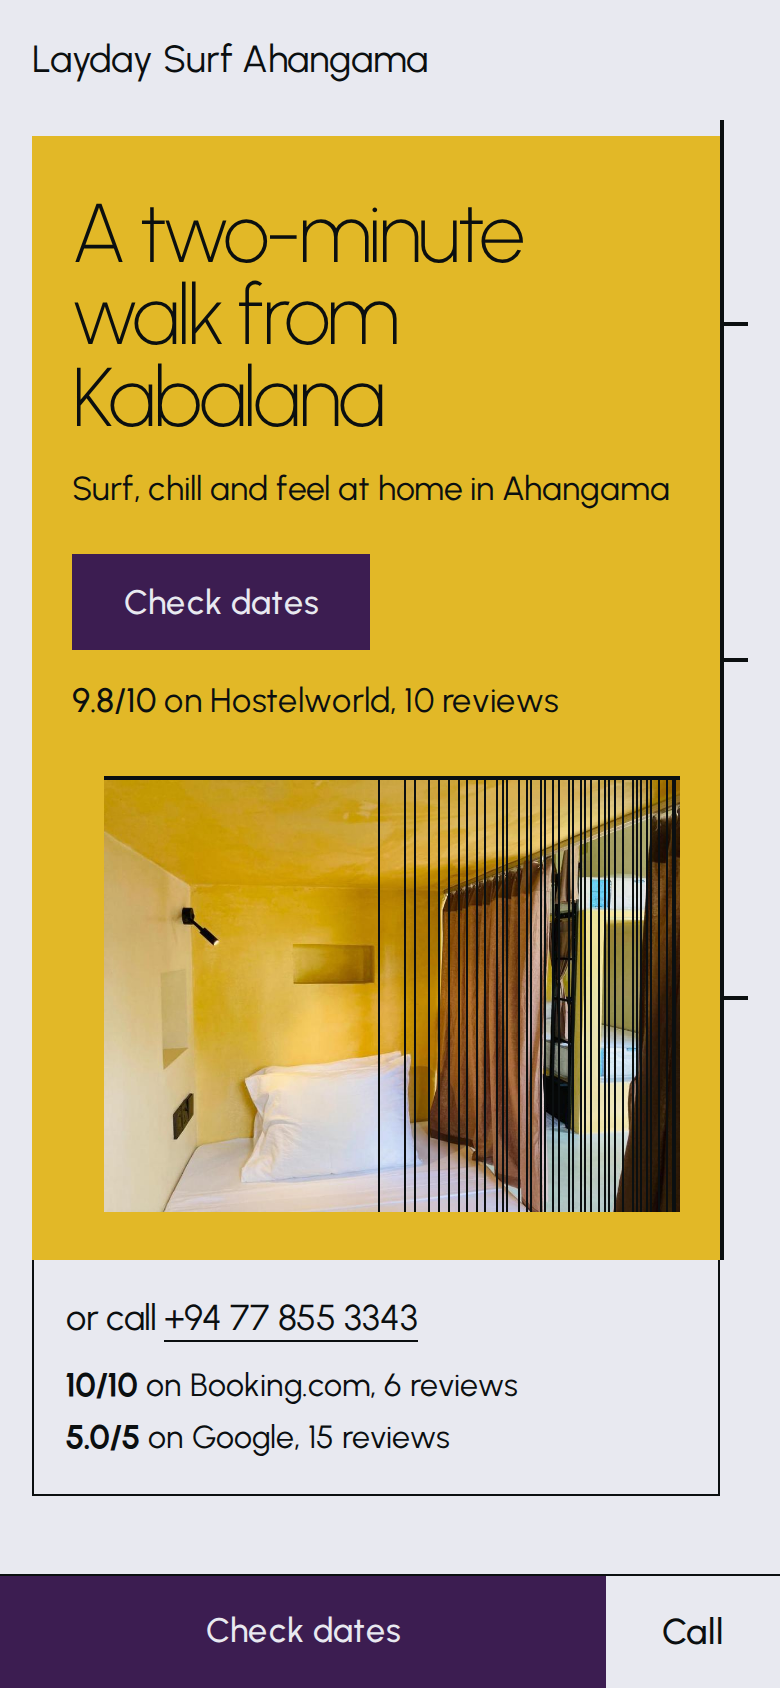 Layday Surf Ahangama
A two-minute
walk from
Kabalana
Surf, chill and feel at home in Ahangama
Check dates
9.8/10 on Hostelworld, 10 reviews
or call +94 77 855 3343
10/10 on Booking.com, 6 reviews
5.0/5 on Google, 15 reviews
Check dates
Call